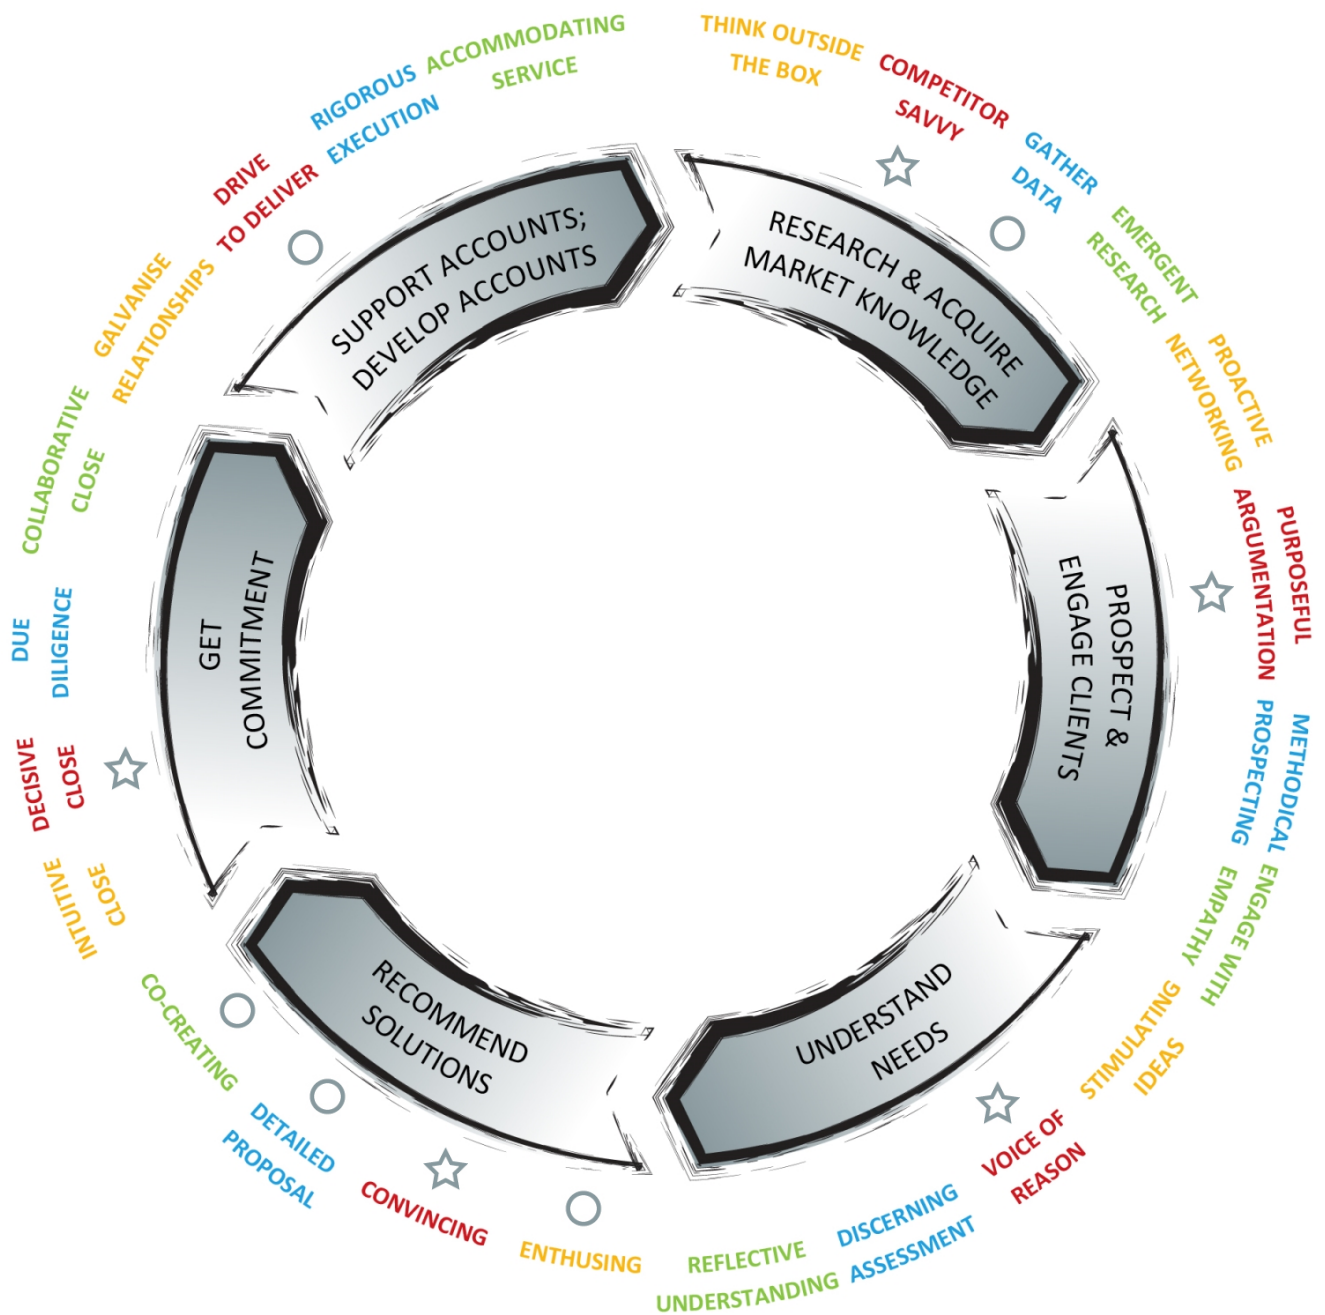 THINK OUTSIDE
THE BOX
COMPETITOR
SAVVY
GATHER
DATA
EMERGENT
RESEARCH
RESEARCH & ACQUIRE
MARKET KNOWLEDGE
PROACTIVE
NETWORKING
PURPOSEFUL
ARGUMENTATION
METHODICAL
PROSPECTING
ENGAGE WITH
EMPATHY
PROSPECT &
ENGAGE CLIENTS
STIMULATING
IDEAS
VOICE OF
REASON
DISCERNING
ASSESSMENT
REFLECTIVE
UNDERSTANDING
UNDERSTAND
NEEDS
ENTHUSING
CONVINCING
DETAILED
PROPOSAL
CO-CREATING
RECOMMEND
SOLUTIONS
INTUITIVE
CLOSE
DECISIVE
CLOSE
DUE
DILIGENCE
COLLABORATIVE
CLOSE
GET
COMMITMENT
GALVANISE
RELATIONSHIPS
DRIVE
TO DELIVER
RIGOROUS
EXECUTION
ACCOMMODATING
SERVICE
SUPPORT ACCOUNTS;
DEVELOP ACCOUNTS